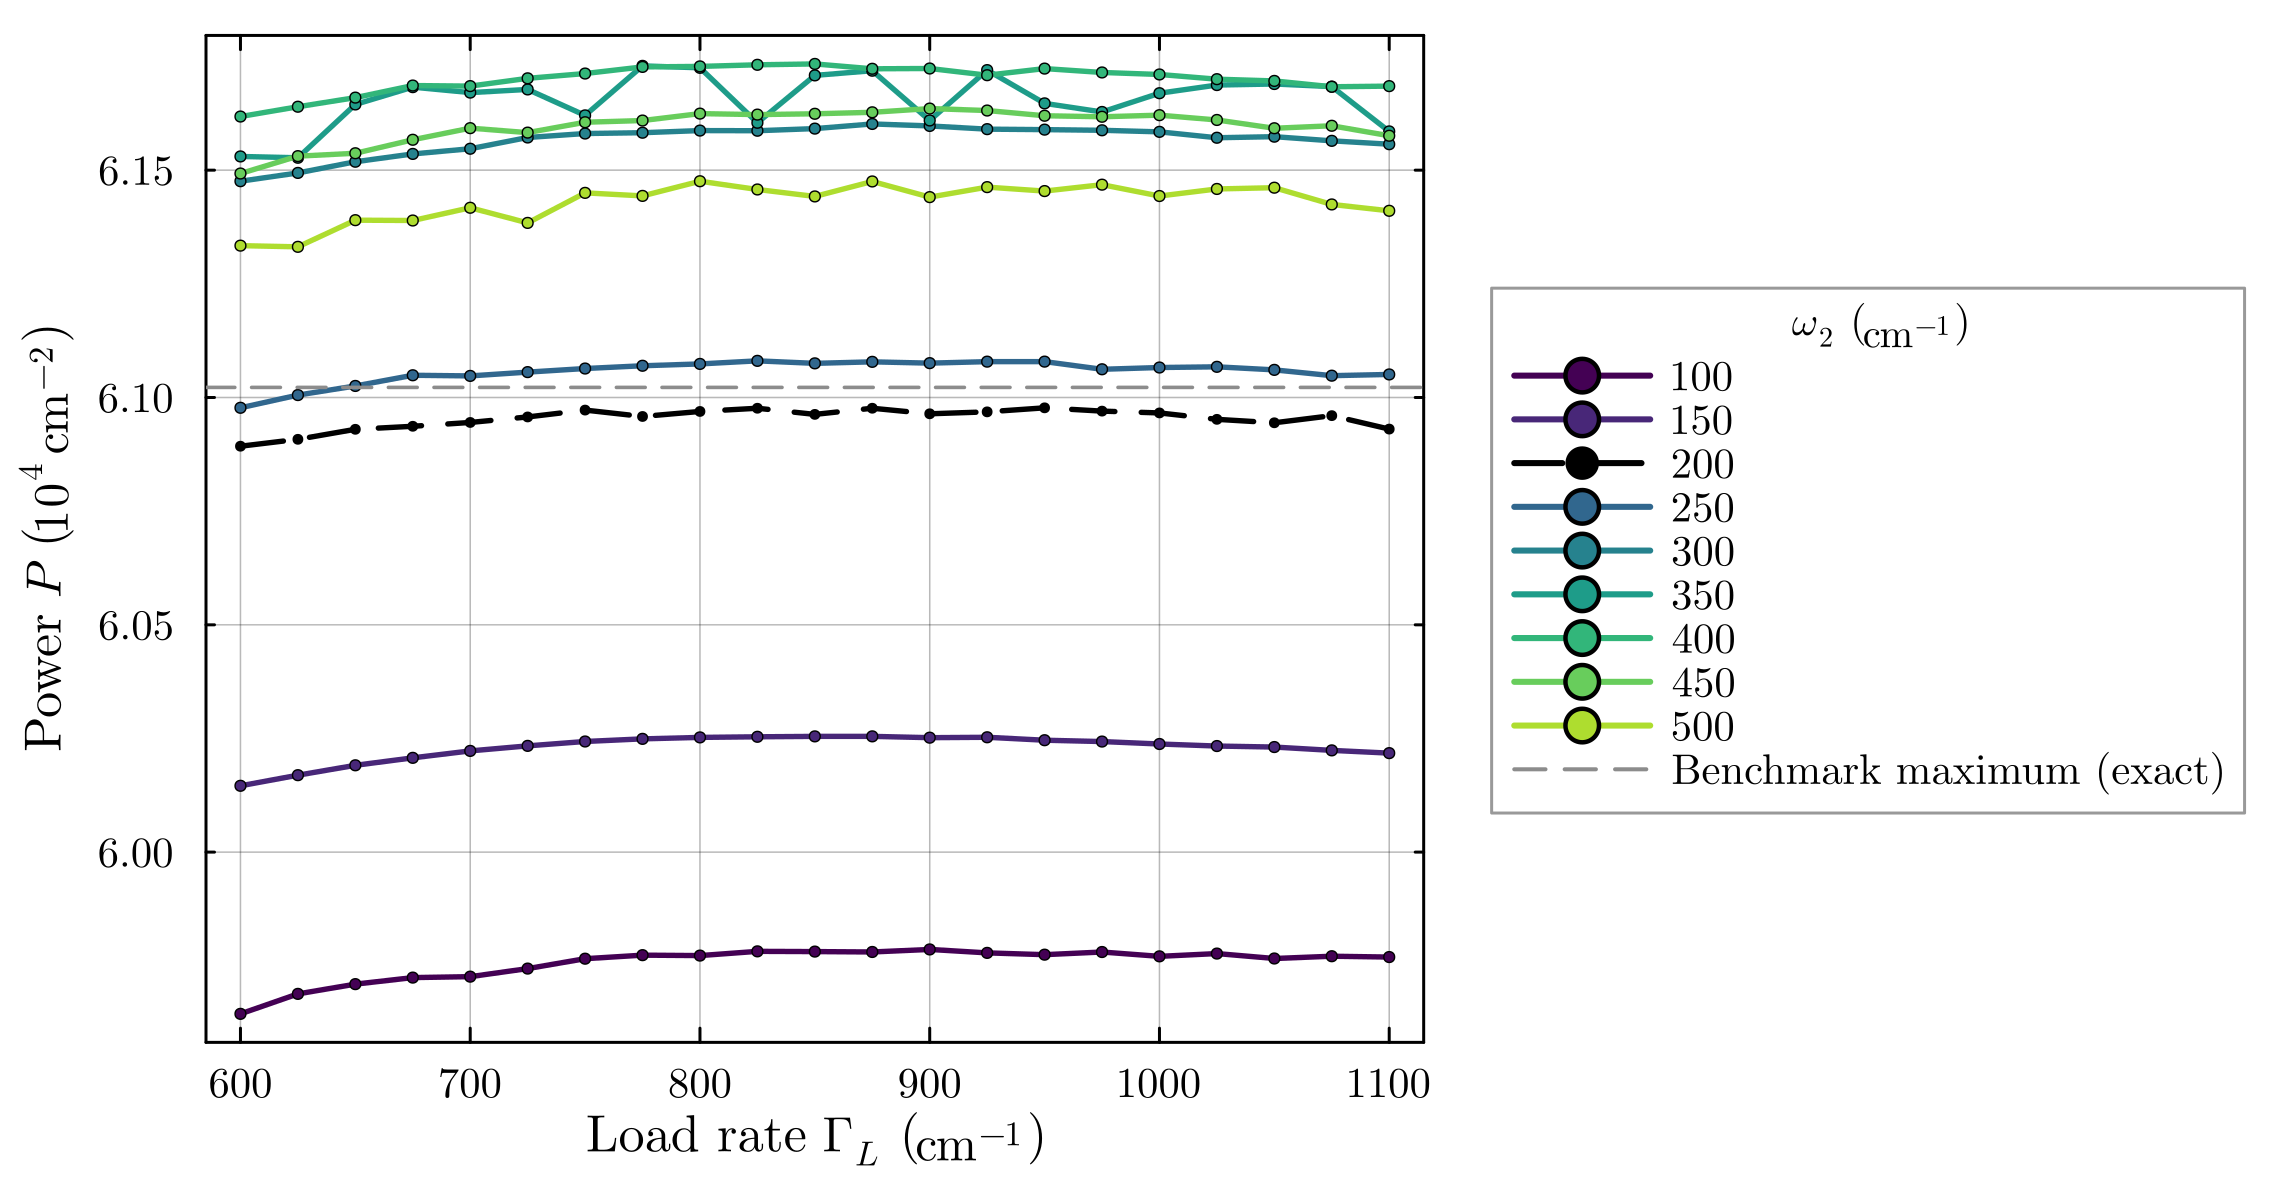 Power P (10⁴ cm⁻²)
6.15
6.10
6.05
6.00
600 700 800 900 1000 1100
Load rate Γ_L (cm⁻¹)
ω₂ (cm⁻¹)
100
150
200
250
300
350
400
450
500
Benchmark maximum (exact)